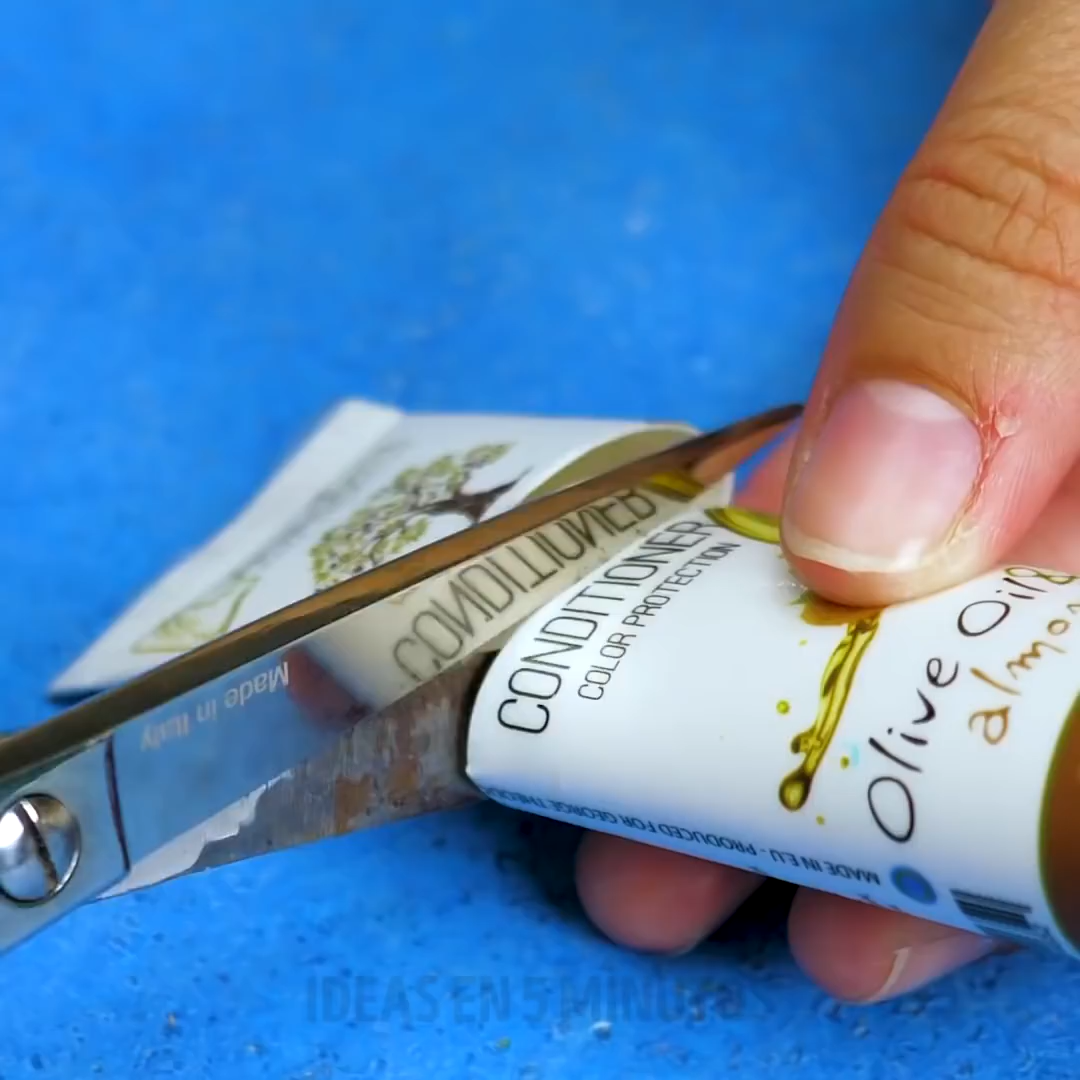 CONDITIONER
COLOR PROTECTION
Olive Oil &
CONDITIONER
Made in Italy
MADE IN EU - PRODUCED FOR GEORGE
IDEAS EN 5 MINUTOS